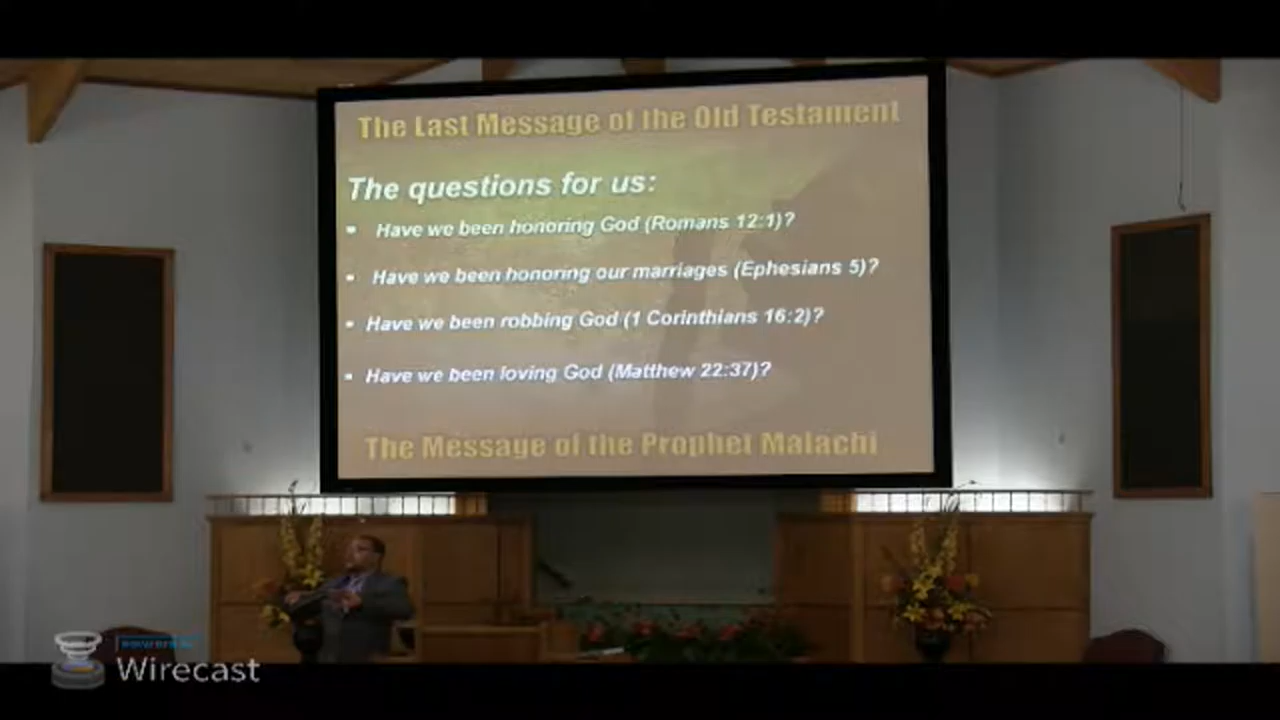 The Last Message of the Old Testament
The questions for us:
• Have we been honoring God (Romans 12:1)?
• Have we been honoring our marriages (Ephesians 5)?
• Have we been robbing God (1 Corinthians 16:2)?
• Have we been loving God (Matthew 22:37)?
The Message of the Prophet Malachi
Wirecast